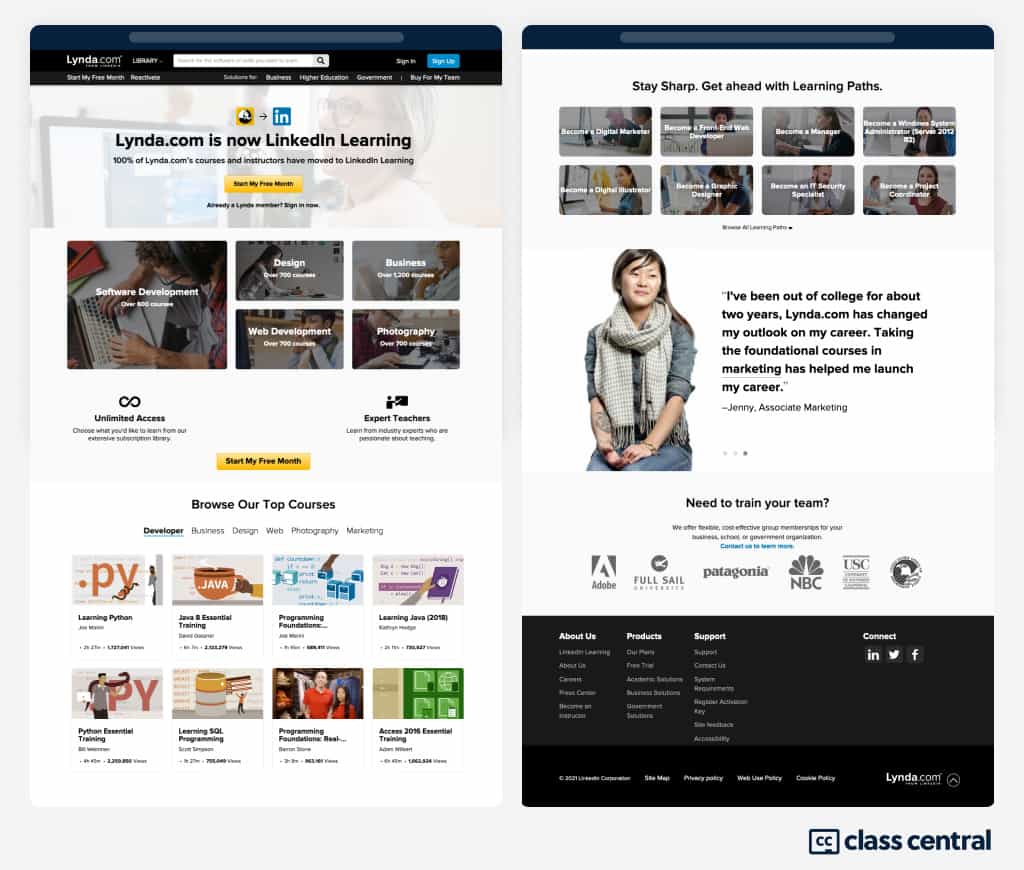 Lynda.com
FROM LINKEDIN
LIBRARY
Search for the software or skills you want to learn
Sign In
Sign Up
Start My Free Month
Reactivate
Solutions for:
Business
Higher Education
Government
Buy For My Team
in
Lynda.com is now LinkedIn Learning
100% of Lynda.com's courses and instructors have moved to LinkedIn Learning
Start My Free Month
Already a Lynda member? Sign in now.
Software Development
Over 600 courses
Design
Over 700 courses
Business
Over 1,200 courses
Web Development
Over 700 courses
Photography
Over 700 courses
Unlimited Access
Choose what you'd like to learn from our
extensive subscription library.
Expert Teachers
Learn from industry experts who are
passionate about teaching.
Start My Free Month
Browse Our Top Courses
Developer Business Design Web Photography Marketing
.py
Learning Python
Joe Marini
• 2h 27m • 1,727,041 Views
.JAVA
Java 8 Essential
Training
David Gassner
• 6h 7m • 2,123,279 Views
Programming
Foundations:...
Joe Marini
Views
Learning Java (2018)
Kathryn Hodge
• 2h 11m • 730,927 Views
PY
Python Essential
Training
Bill Weinman
• 4h 45m • 2,259,850 Views
Learning SQL
Programming
Scott Simpson
• 1h 27m • 755,049 Views
Programming
Foundations: Real-...
Barron Stone
• 2h 8m • 963,161 Views
Access 2016 Essential
Training
Adam Wilbert
• 6h 40m • 1,062,924 Views
Stay Sharp. Get ahead with Learning Paths.
Become a Digital Marketer
Become a Front-End Web
Developer
Become a Manager
Become a Windows System
Administrator (Server 2012
R2)
Become a Digital Illustrator
Become a Graphic
Designer
Become an IT Security
Specialist
Become a Project
Coordinator
Browse All Learning Paths
"I've been out of college for about
two years, Lynda.com has changed
my outlook on my career. Taking
the foundational courses in
marketing has helped me launch
my career."
–Jenny, Associate Marketing
Need to train your team?
We offer flexible, cost-effective group memberships for your
business, school, or government organization.
Contact us to learn more.
Adobe
FULL SAIL
UNIVERSITY
patagonia
NBC
USC
UNIVERSITY
OF SOUTHERN
CALIFORNIA
About Us
LinkedIn Learning
About Us
Careers
Press Center
Become an
Instructor
Products
Our Plans
Free Trial
Academic Solutions
Business Solutions
Government
Solutions
Support
Support
Contact Us
System
Requirements
Register Activation
Key
Site feedback
Accessibility
Connect
in
f
© 2021 LinkedIn Corporation
Site Map
Privacy policy
Web Use Policy
Cookie Policy
Lynda.com
FROM LINKEDIN
cc
class central